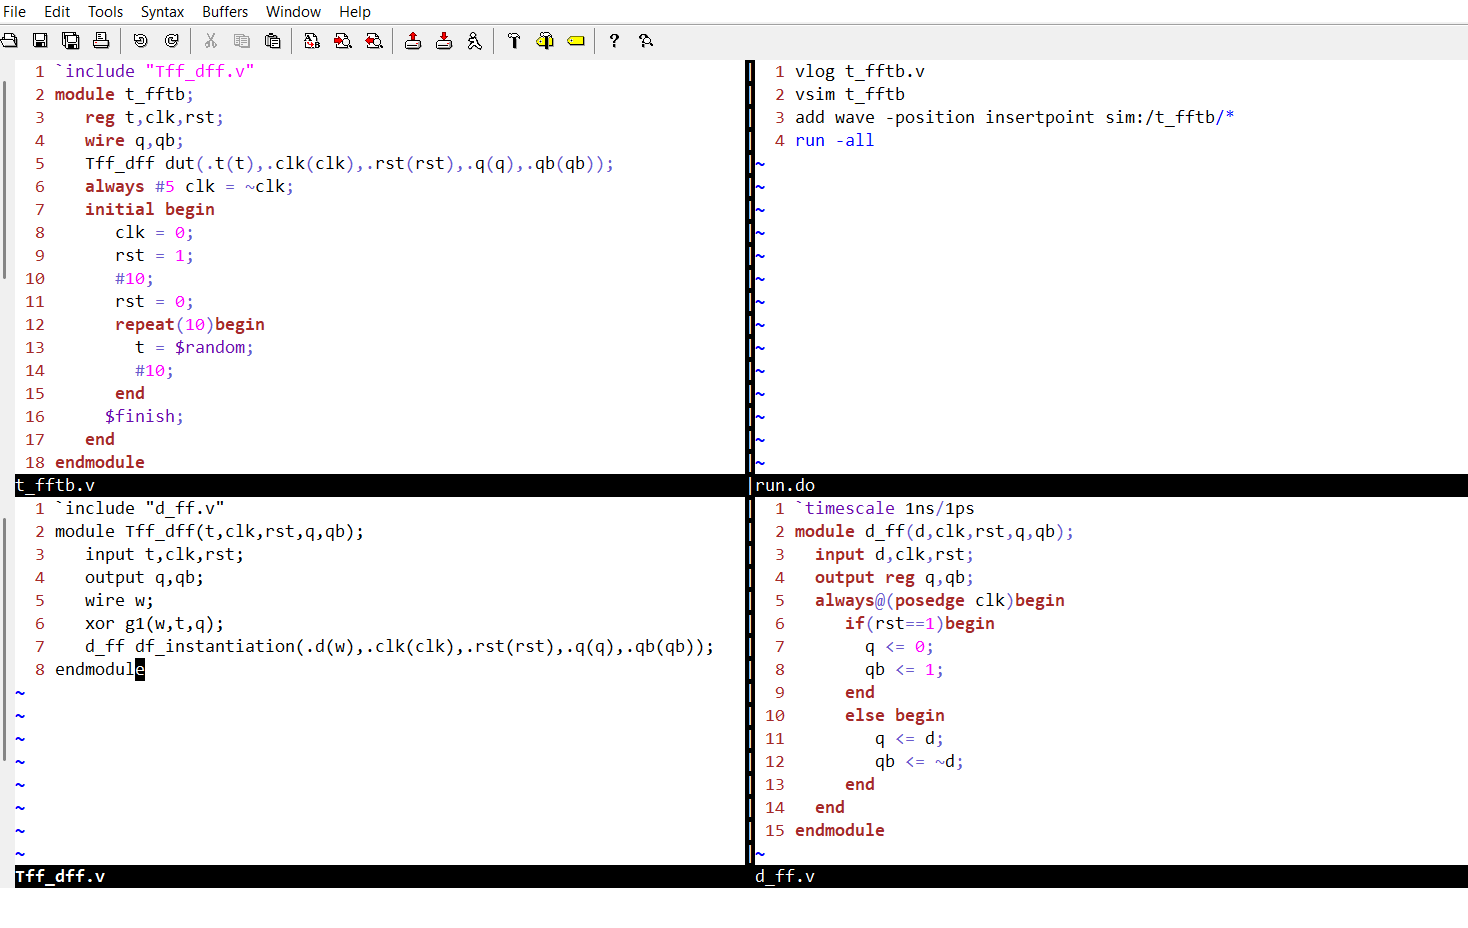 File Edit Tools Syntax Buffers Window Help
1 `include "Tff_dff.v"
2 module t_fftb;
3 reg t,clk,rst;
4 wire q,qb;
5 Tff_dff dut(.t(t),.clk(clk),.rst(rst),.q(q),.qb(qb));
6 always #5 clk = ~clk;
7 initial begin
8 clk = 0;
9 rst = 1;
10 #10;
11 rst = 0;
12 repeat(10)begin
13 t = $random;
14 #10;
15 end
16 $finish;
17 end
18 endmodule
t_fftb.v
1 vlog t_fftb.v
2 vsim t_fftb
3 add wave -position insertpoint sim:/t_fftb/*
4 run -all
~
~
~
~
~
~
~
~
~
~
~
~
~
~
run.do
1 `include "d_ff.v"
2 module Tff_dff(t,clk,rst,q,qb);
3 input t,clk,rst;
4 output q,qb;
5 wire w;
6 xor g1(w,t,q);
7 d_ff df_instantiation(.d(w),.clk(clk),.rst(rst),.q(q),.qb(qb));
8 endmodule
~
~
~
~
~
~
~
~
Tff_dff.v
1 `timescale 1ns/1ps
2 module d_ff(d,clk,rst,q,qb);
3 input d,clk,rst;
4 output reg q,qb;
5 always@(posedge clk)begin
6 if(rst==1)begin
7 q <= 0;
8 qb <= 1;
9 end
10 else begin
11 q <= d;
12 qb <= ~d;
13 end
14 end
15 endmodule
~
d_ff.v